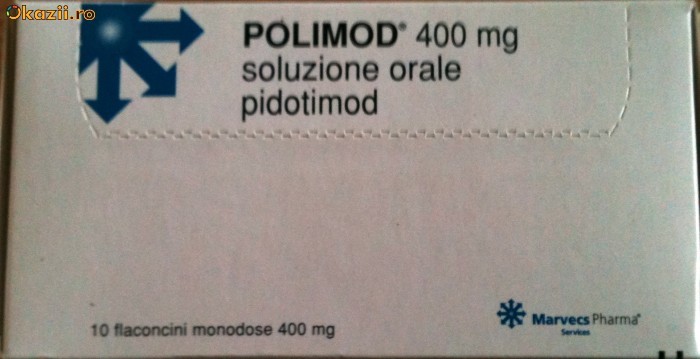 Okazii.ro
POLIMOD® 400 mg
soluzione orale
pidotimod
10 flaconcini monodose 400 mg
Marvecs Pharma®
Services